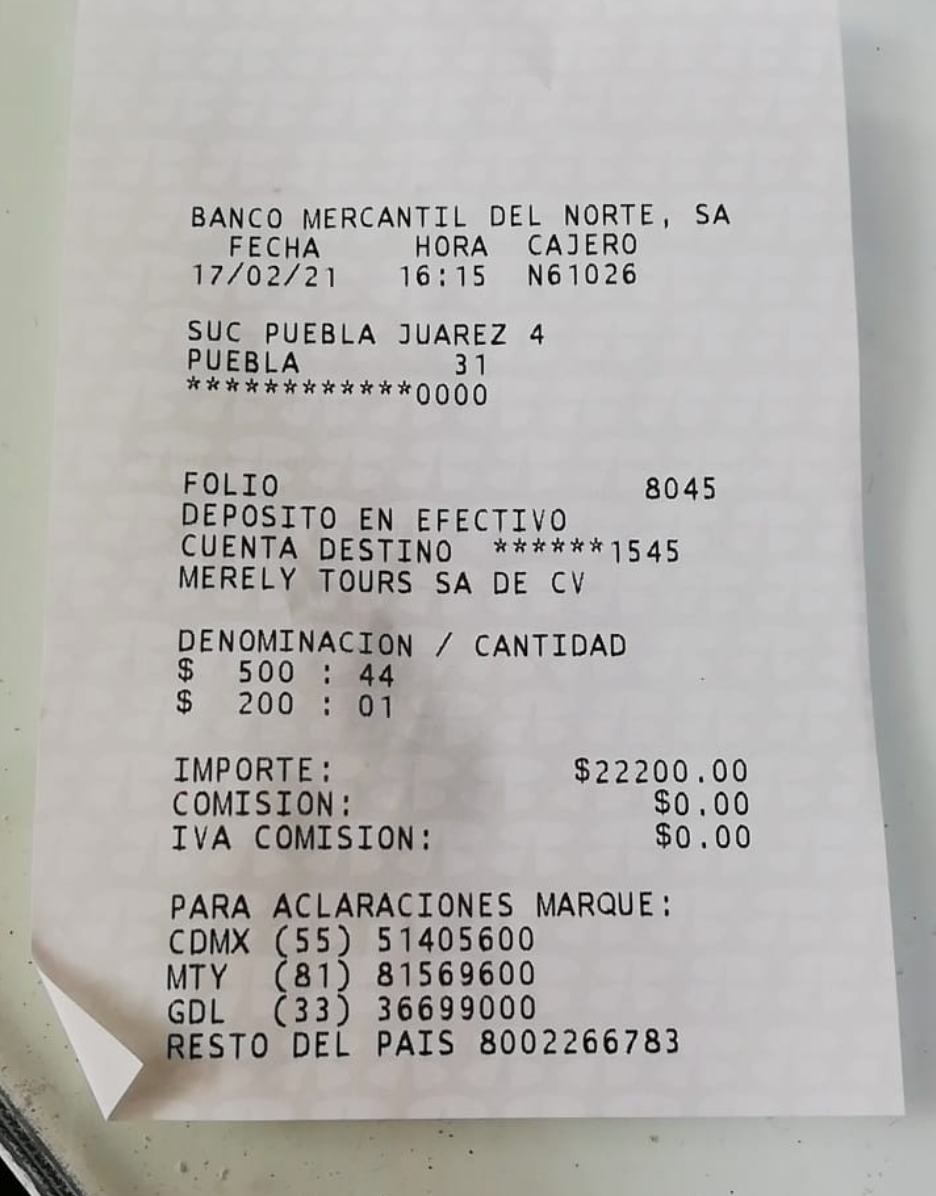 BANCO MERCANTIL DEL NORTE, SA
FECHA HORA CAJERO
17/02/21 16:15 N61026
SUC PUEBLA JUAREZ 4
PUEBLA 31
************0000
FOLIO 8045
DEPOSITO EN EFECTIVO
CUENTA DESTINO ******1545
MERELY TOURS SA DE CV
DENOMINACION / CANTIDAD
$ 500 : 44
$ 200 : 01
IMPORTE: $22200.00
COMISION: $0.00
IVA COMISION: $0.00
PARA ACLARACIONES MARQUE:
CDMX (55) 51405600
MTY (81) 81569600
GDL (33) 36699000
RESTO DEL PAIS 8002266783